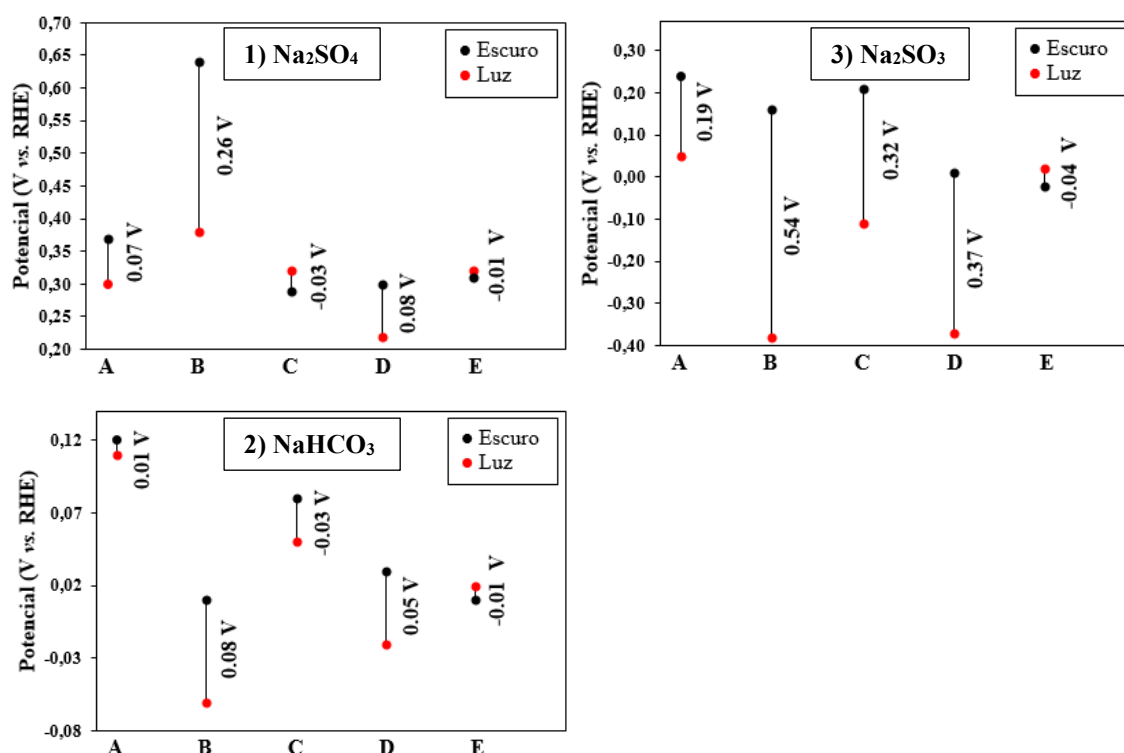 1) Na₂SO₄
Escuro
Luz
Potencial (V vs. RHE)
0,70
0,65
0,60
0,55
0,50
0,45
0,40
0,35
0,30
0,25
0,20
0.07 V
0.26 V
-0.03 V
0.08 V
-0.01 V
A B C D E
3) Na₂SO₃
Escuro
Luz
Potencial (V vs. RHE)
0,30
0,20
0,10
0,00
-0,10
-0,20
-0,30
-0,40
0.19 V
0.54 V
0.32 V
0.37 V
-0.04 V
A B C D E
2) NaHCO₃
Escuro
Luz
Potencial (V vs. RHE)
0,12
0,07
0,02
-0,03
-0,08
0.01 V
0.08 V
-0.03 V
0.05 V
-0.01 V
A B C D E